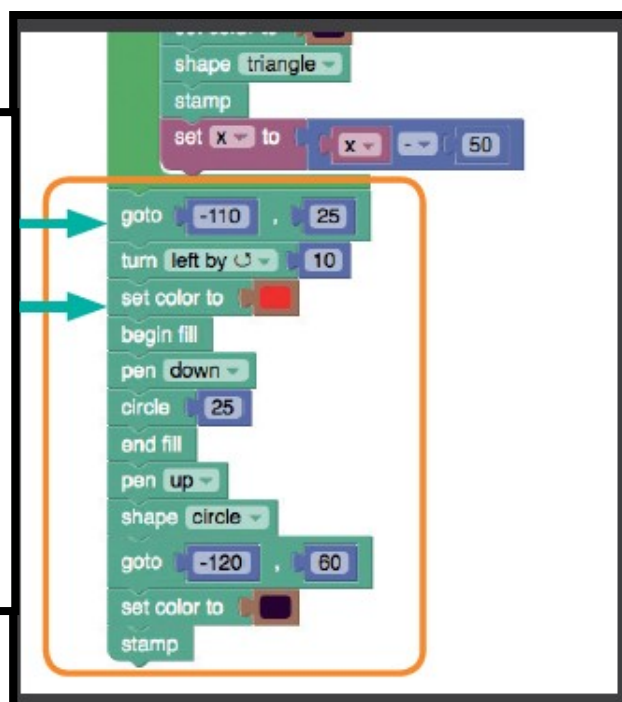 shape triangle
stamp
set x to x - 50
goto -110 , 25
turn left by ↺ 10
set color to
begin fill
pen down
circle 25
end fill
pen up
shape circle
goto -120 , 60
set color to
stamp